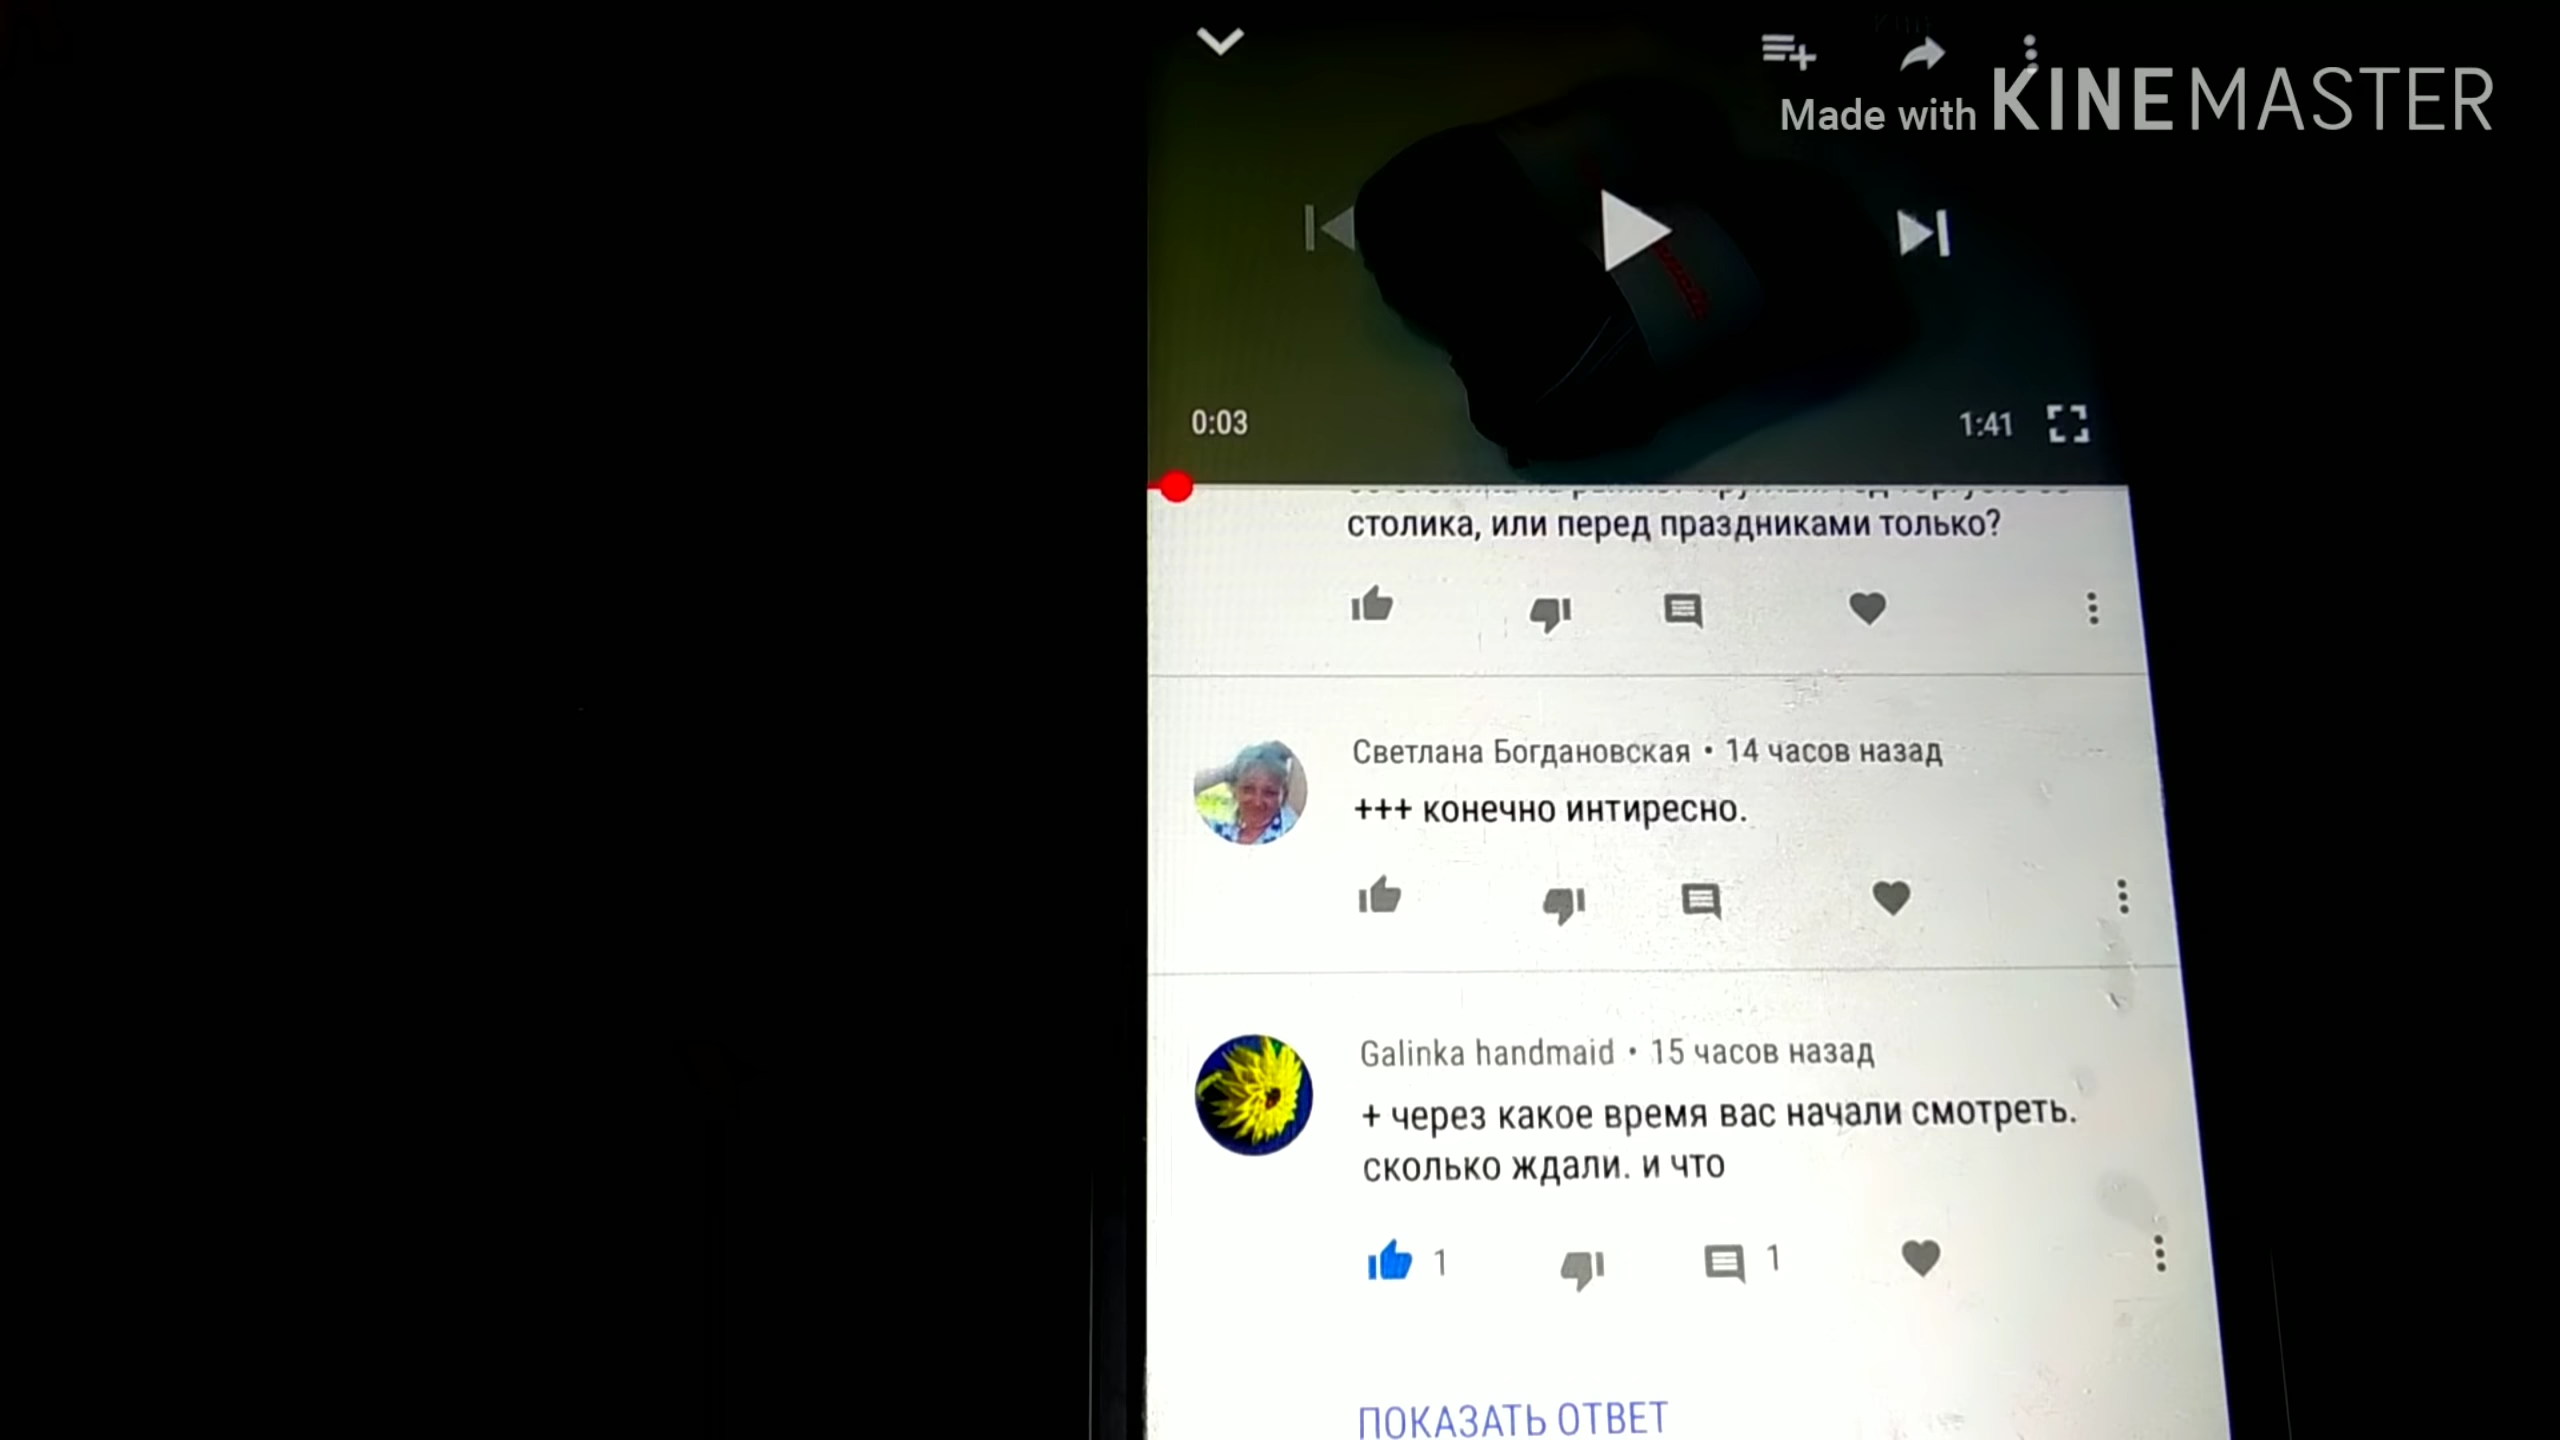 Made with KINEMASTER
0:03
1:41
столика, или перед праздниками только?
Светлана Богдановская • 14 часов назад
+++ конечно интиресно.
Galinka handmaid • 15 часов назад
+ через какое время вас начали смотреть.
сколько ждали. и что
1
1
ПОКАЗАТЬ ОТВЕТ